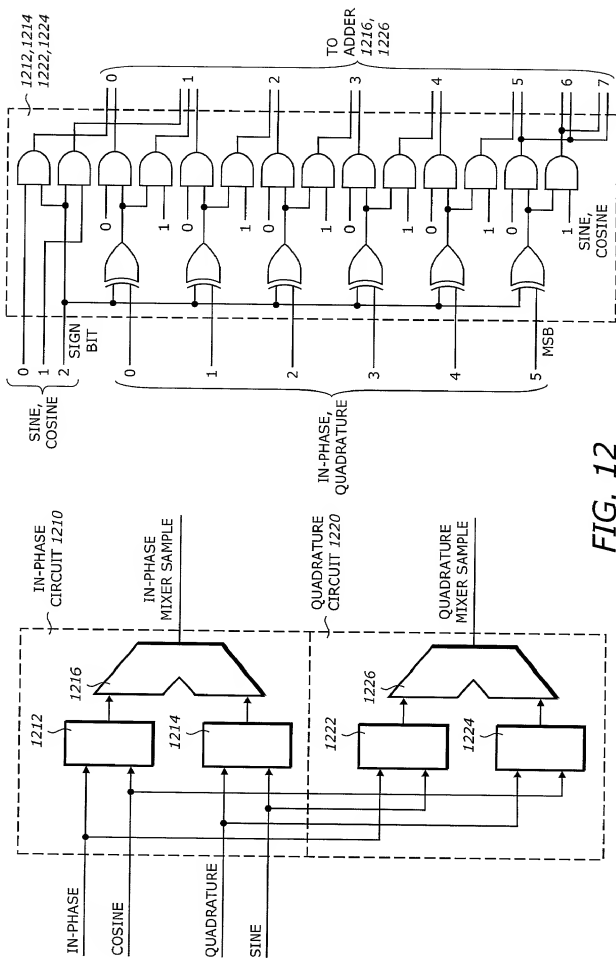 IN-PHASE
CIRCUIT 1210
IN-PHASE
COSINE
QUADRATURE
SINE
1212
1214
1216
IN-PHASE
MIXER SAMPLE
QUADRATURE
CIRCUIT 1220
1222
1224
1226
QUADRATURE
MIXER SAMPLE
SINE,
COSINE
0
1
2
SIGN
BIT
IN-PHASE,
QUADRATURE
0
1
2
3
4
5
MSB
1212,1214
1222,1224
0
1
0
1
0
1
0
1
0
1
0
1
SINE,
COSINE
TO
ADDER
1216,
1226
0
1
2
3
4
5
6
7
FIG. 12